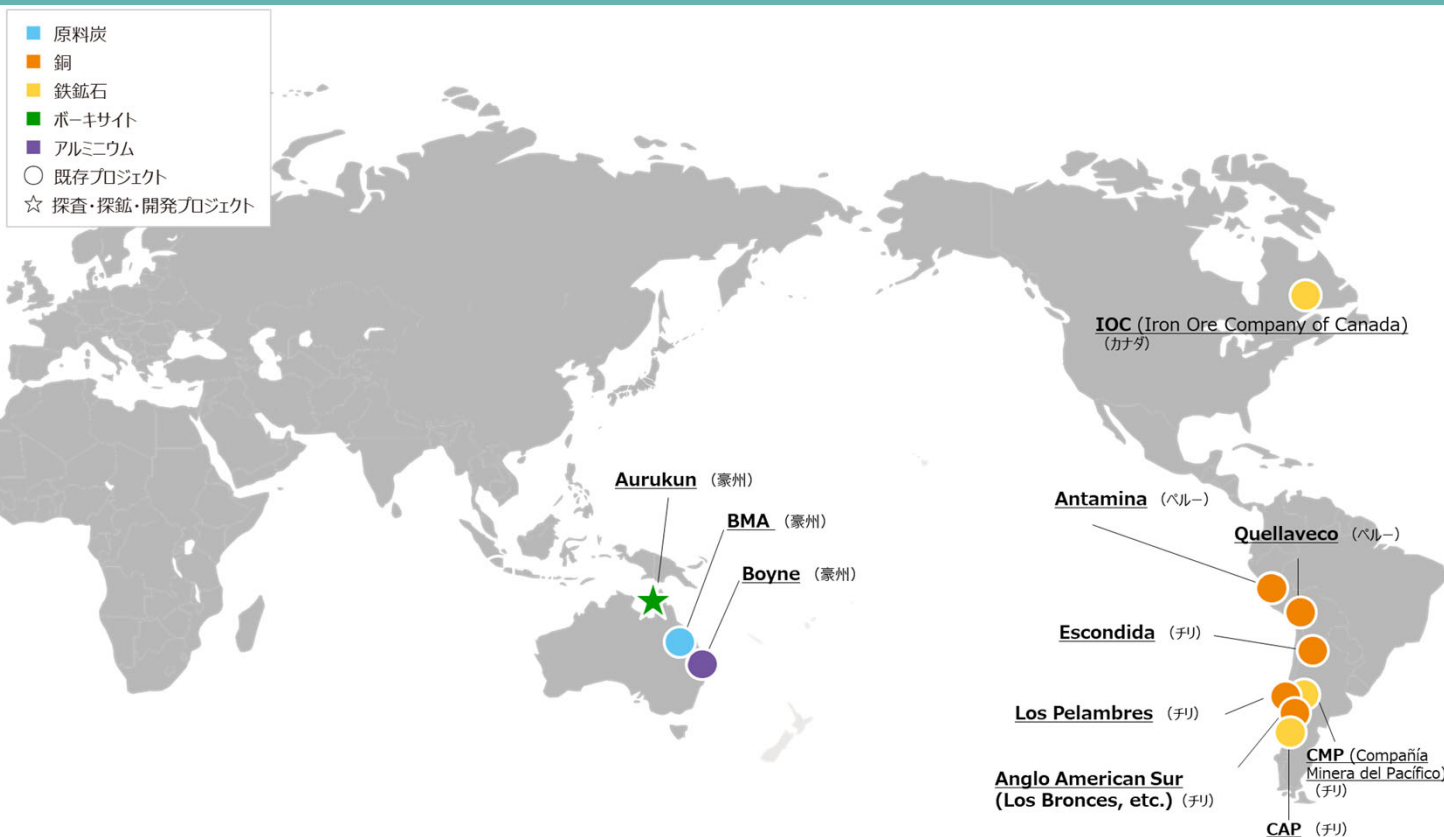 原料炭
銅
鉄鉱石
ボーキサイト
アルミニウム
既存プロジェクト
探査・探鉱・開発プロジェクト
IOC (Iron Ore Company of Canada)
（カナダ）
Aurukun （豪州）
BMA （豪州）
Boyne （豪州）
Antamina （ペルー）
Quellaveco （ペルー）
Escondida （チリ）
Los Pelambres （チリ）
Anglo American Sur
(Los Bronces, etc.) （チリ）
CMP (Compañía
Minera del Pacífico)
（チリ）
CAP （チリ）